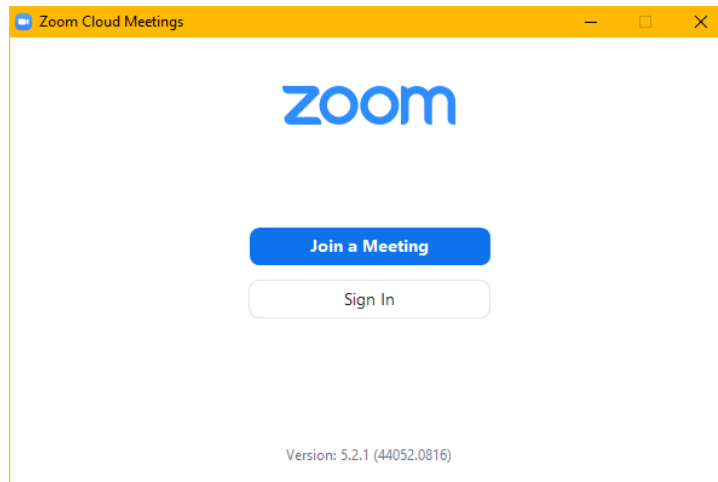 Zoom Cloud Meetings
zoom
Join a Meeting
Sign In
Version: 5.2.1 (44052.0816)